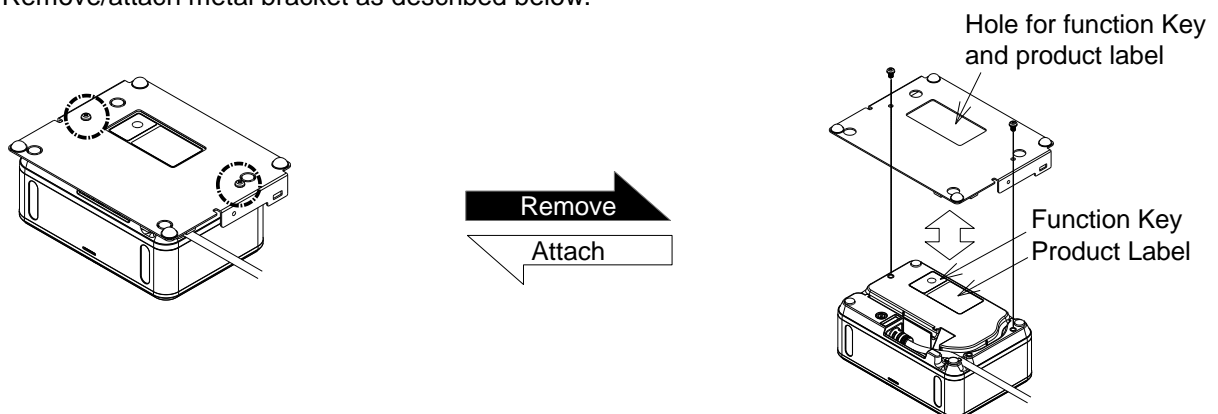 Remove/attach metal bracket as described below.
Hole for function Key
and product label
Remove
Attach
Function Key
Product Label